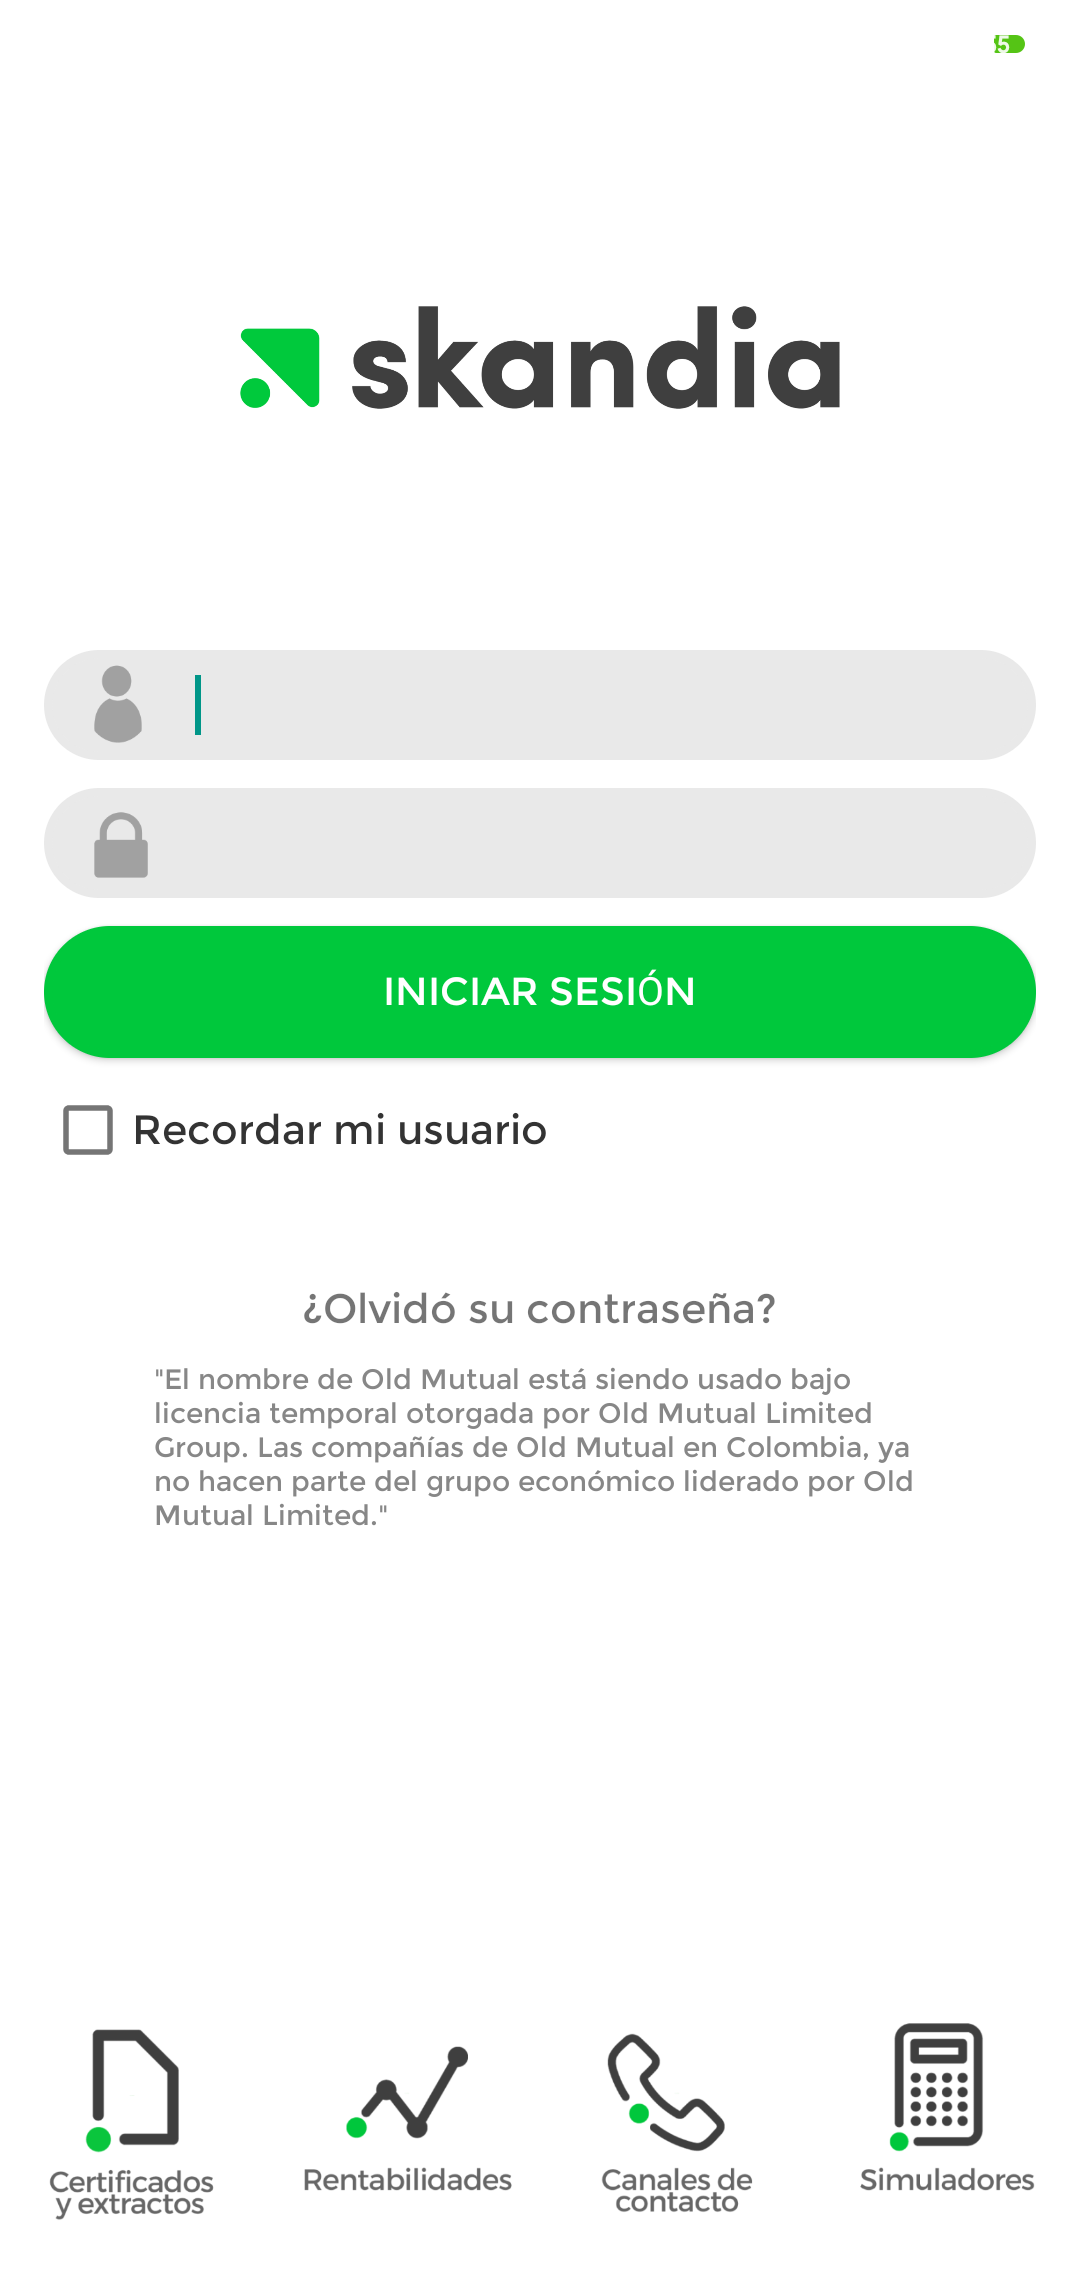 skandia
INICIAR SESIÓN
Recordar mi usuario
¿Olvidó su contraseña?
"El nombre de Old Mutual está siendo usado bajo
licencia temporal otorgada por Old Mutual Limited
Group. Las compañías de Old Mutual en Colombia, ya
no hacen parte del grupo económico liderado por Old
Mutual Limited."
Certificados
y extractos
Rentabilidades
Canales de
contacto
Simuladores